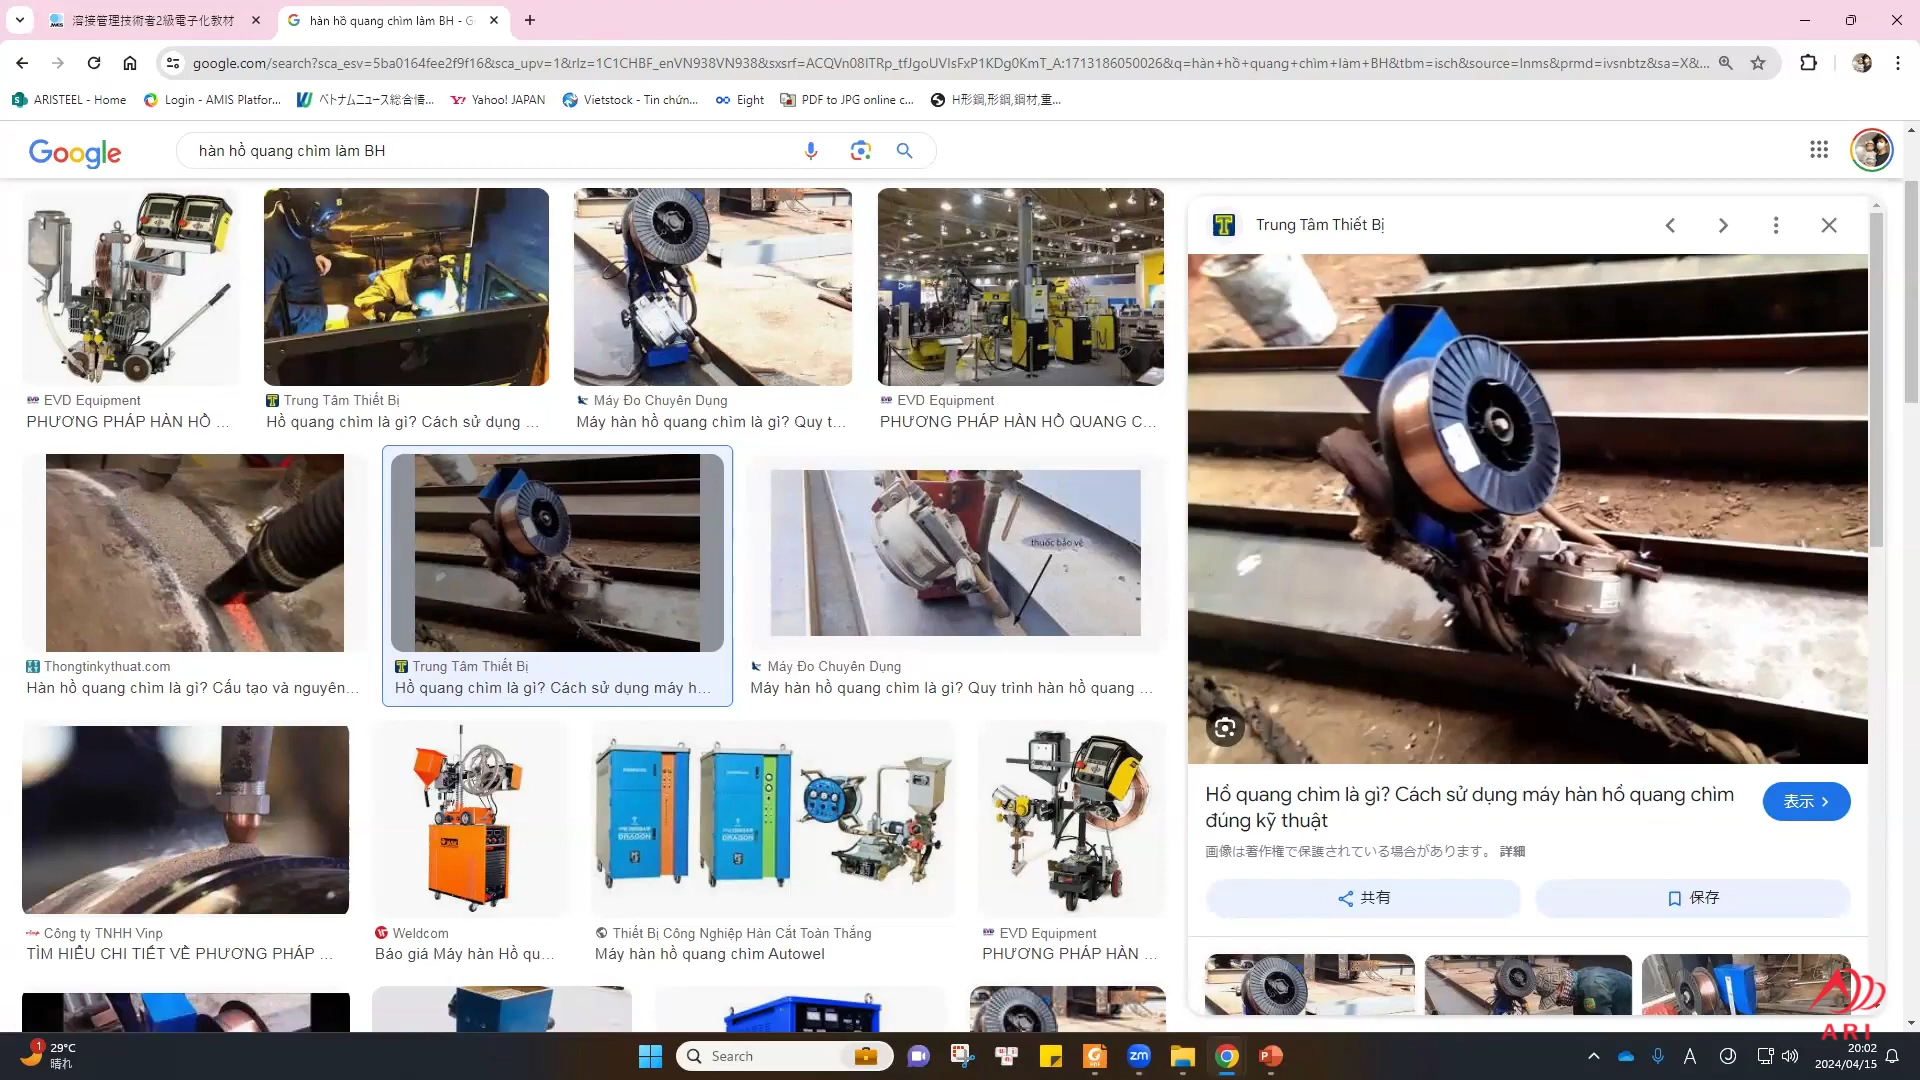 溶接管理技術者2級電子化教材
hàn hồ quang chìm làm BH - G
google.com/search?sca_esv=5ba0164fee2f9f16&sca_upv=1&rlz=1C1CHBF_enVN938VN938&sxsrf=ACQVn08ITRp_tfJgoUVIsFxP1KDg0KmT_A:1713186050026&q=hàn+hồ+quang+chìm+làm+BH&tbm=isch&source=lnms&prmd=ivsnbtz&sa=X&...
ARISTEEL - Home
Login - AMIS Platfor...
ベトナムニュース総合情...
Yahoo! JAPAN
Vietstock - Tin chứn...
Eight
PDF to JPG online c...
H形鋼,形鋼,鋼材,重...
Google
hàn hồ quang chìm làm BH
EVD Equipment
PHƯƠNG PHÁP HÀN HỒ ...
Trung Tâm Thiết Bị
Hồ quang chìm là gì? Cách sử dụng ...
Máy Đo Chuyên Dụng
Máy hàn hồ quang chìm là gì? Quy t...
EVD Equipment
PHƯƠNG PHÁP HÀN HỒ QUANG C...
thuốc bảo vệ
Thongtinkythuat.com
Hàn hồ quang chìm là gì? Cấu tạo và nguyên...
Trung Tâm Thiết Bị
Hồ quang chìm là gì? Cách sử dụng máy h...
Máy Đo Chuyên Dụng
Máy hàn hồ quang chìm là gì? Quy trình hàn hồ quang ...
DRAGON
DRAGON
Công ty TNHH Vinp
TÌM HIỂU CHI TIẾT VỀ PHƯƠNG PHÁP ...
Weldcom
Báo giá Máy hàn Hồ qu...
Thiết Bị Công Nghiệp Hàn Cắt Toàn Thắng
Máy hàn hồ quang chìm Autowel
EVD Equipment
PHƯƠNG PHÁP HÀN ...
Trung Tâm Thiết Bị
Hồ quang chìm là gì? Cách sử dụng máy hàn hồ quang chìm
đúng kỹ thuật
表示
画像は著作権で保護されている場合があります。 詳細
共有
保存
ARI
1
29°C
晴れ
Search
zm
A
20:02
2024/04/15